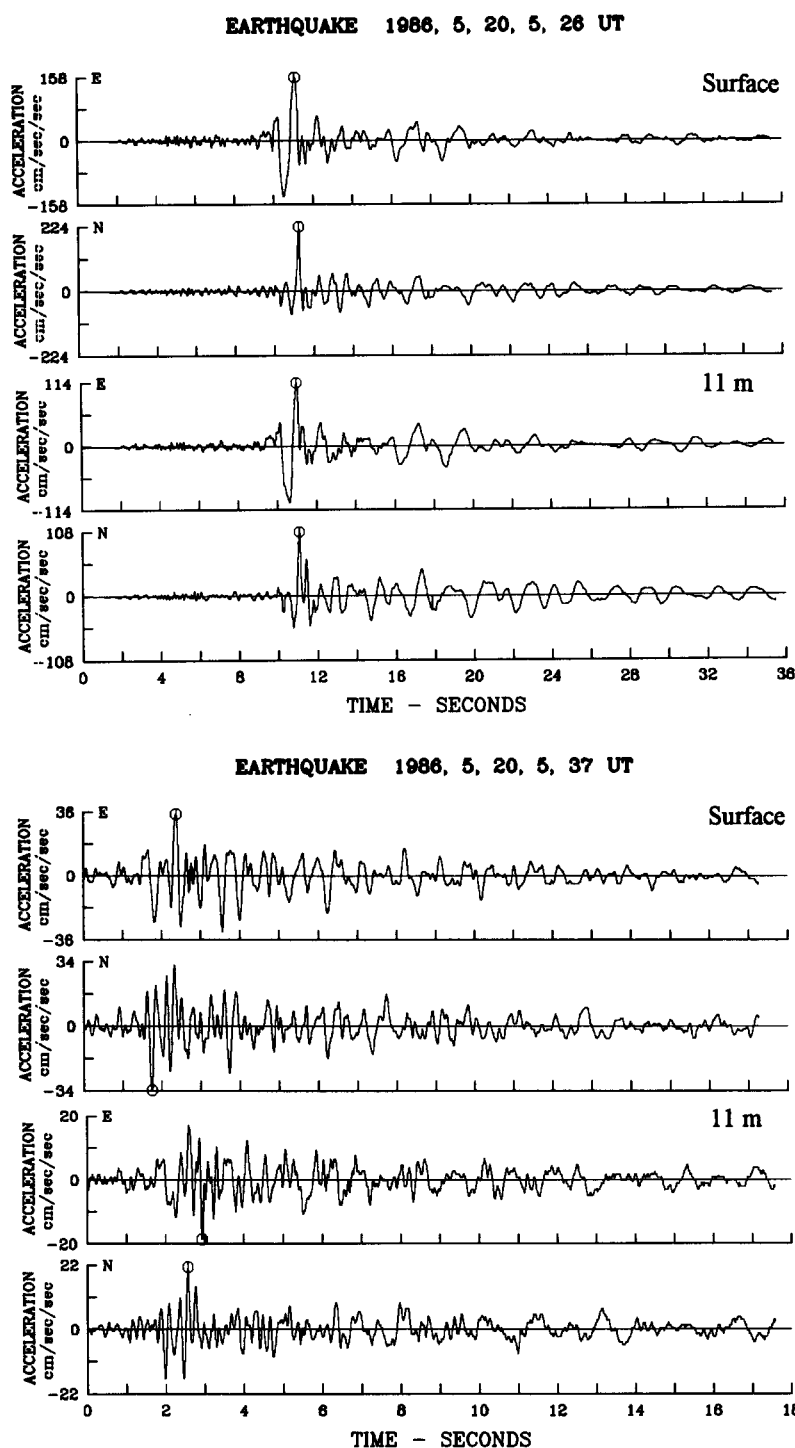 EARTHQUAKE 1986, 5, 20, 5, 26 UT
158 E Surface
ACCELERATION
cm/sec/sec
0
-158
224 N
ACCELERATION
cm/sec/sec
0
-224
114 E 11 m
ACCELERATION
cm/sec/sec
0
-114
108 N
ACCELERATION
cm/sec/sec
0
-108
0 4 8 12 16 20 24 28 32 36
TIME - SECONDS
EARTHQUAKE 1986, 5, 20, 5, 37 UT
36 E Surface
ACCELERATION
cm/sec/sec
0
-36
34 N
ACCELERATION
cm/sec/sec
0
-34
20 E 11 m
ACCELERATION
cm/sec/sec
0
-20
22 N
ACCELERATION
cm/sec/sec
0
-22
0 2 4 6 8 10 12 14 16 18
TIME - SECONDS